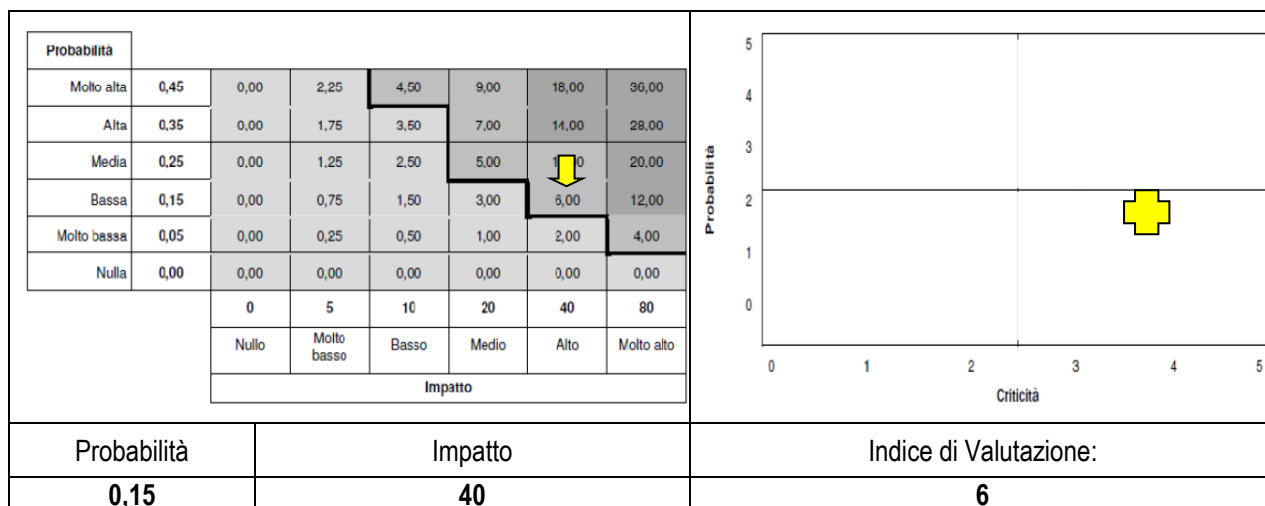 Probabilità
Molto alta 0,45 0,00 2,25 4,50 9,00 18,00 36,00
Alta 0,35 0,00 1,75 3,50 7,00 14,00 28,00
Media 0,25 0,00 1,25 2,50 5,00 20,00
Bassa 0,15 0,00 0,75 1,50 3,00 6,00 12,00
Molto bassa 0,05 0,00 0,25 0,50 1,00 2,00 4,00
Nulla 0,00 0,00 0,00 0,00 0,00 0,00 0,00
0 5 10 20 40 80
Nullo Molto basso Basso Medio Alto Molto alto
Impatto
5
4
3
2
1
0
Probabilità
0 1 2 3 4 5
Criticità
Probabilità Impatto Indice di Valutazione:
0,15 40 6